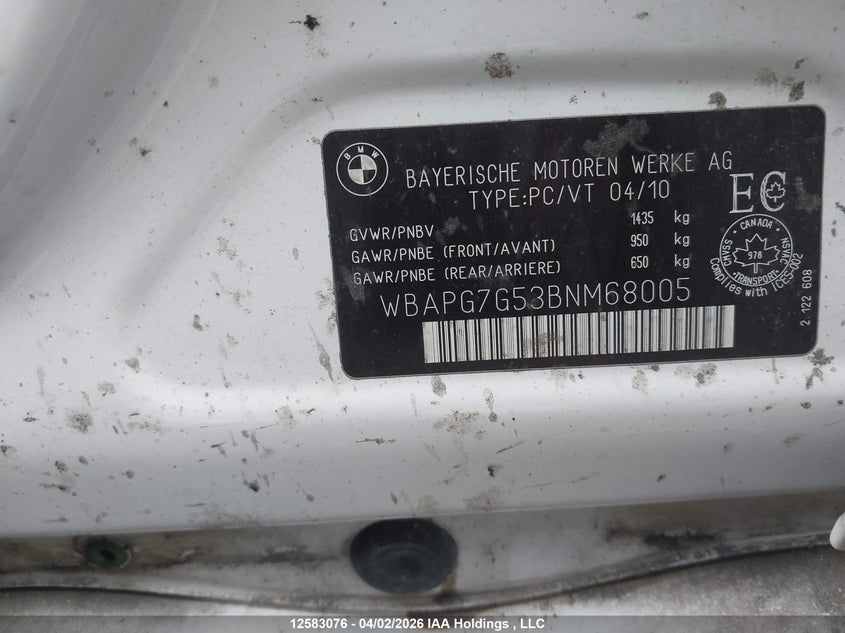 BMW
BAYERISCHE MOTOREN WERKE AG
TYPE:PC/VT 04/10
EC
GVWR/PNBV 1435 kg
GAWR/PNBE (FRONT/AVANT) 950 kg
GAWR/PNBE (REAR/ARRIERE) 650 kg
WBAPG7G53BNM68005
CANADA
CMVSS
NSVAC
978
TRANSPORT
Complies with ICES-002
2 122 608
12583076 - 04/02/2026 IAA Holdings , LLC